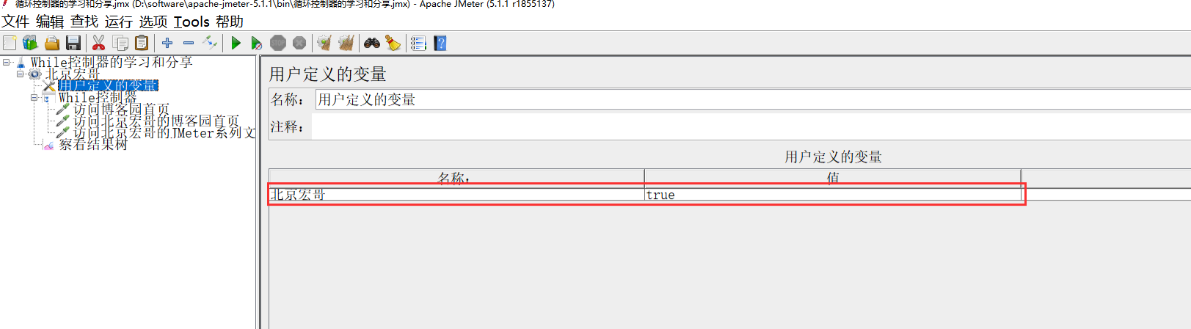 循环控制器的学习和分享.jmx (D:\software\apache-jmeter-5.1.1\bin\循环控制器的学习和分享.jmx) - Apache JMeter (5.1.1 r1855137)
文件 编辑 查找 运行 选项 Tools 帮助
While控制器的学习和分享
北京宏哥
用户定义的变量
While控制器
访问博客园首页
访问北京宏哥的博客园首页
访问北京宏哥的JMeter系列文
察看结果树
用户定义的变量
名称： 用户定义的变量
注释：
用户定义的变量
名称： 值
北京宏哥 true